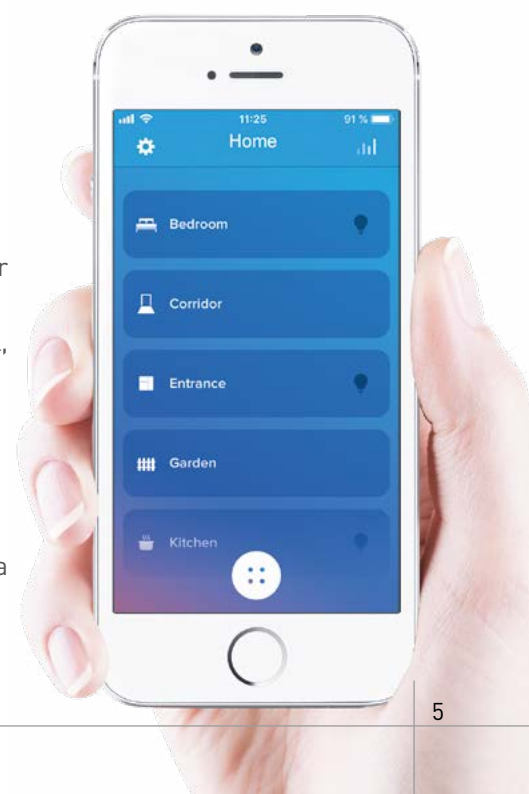 11:25
91 %
Home
Bedroom
r
Corridor
,
Entrance
Garden
Kitchen
a
5